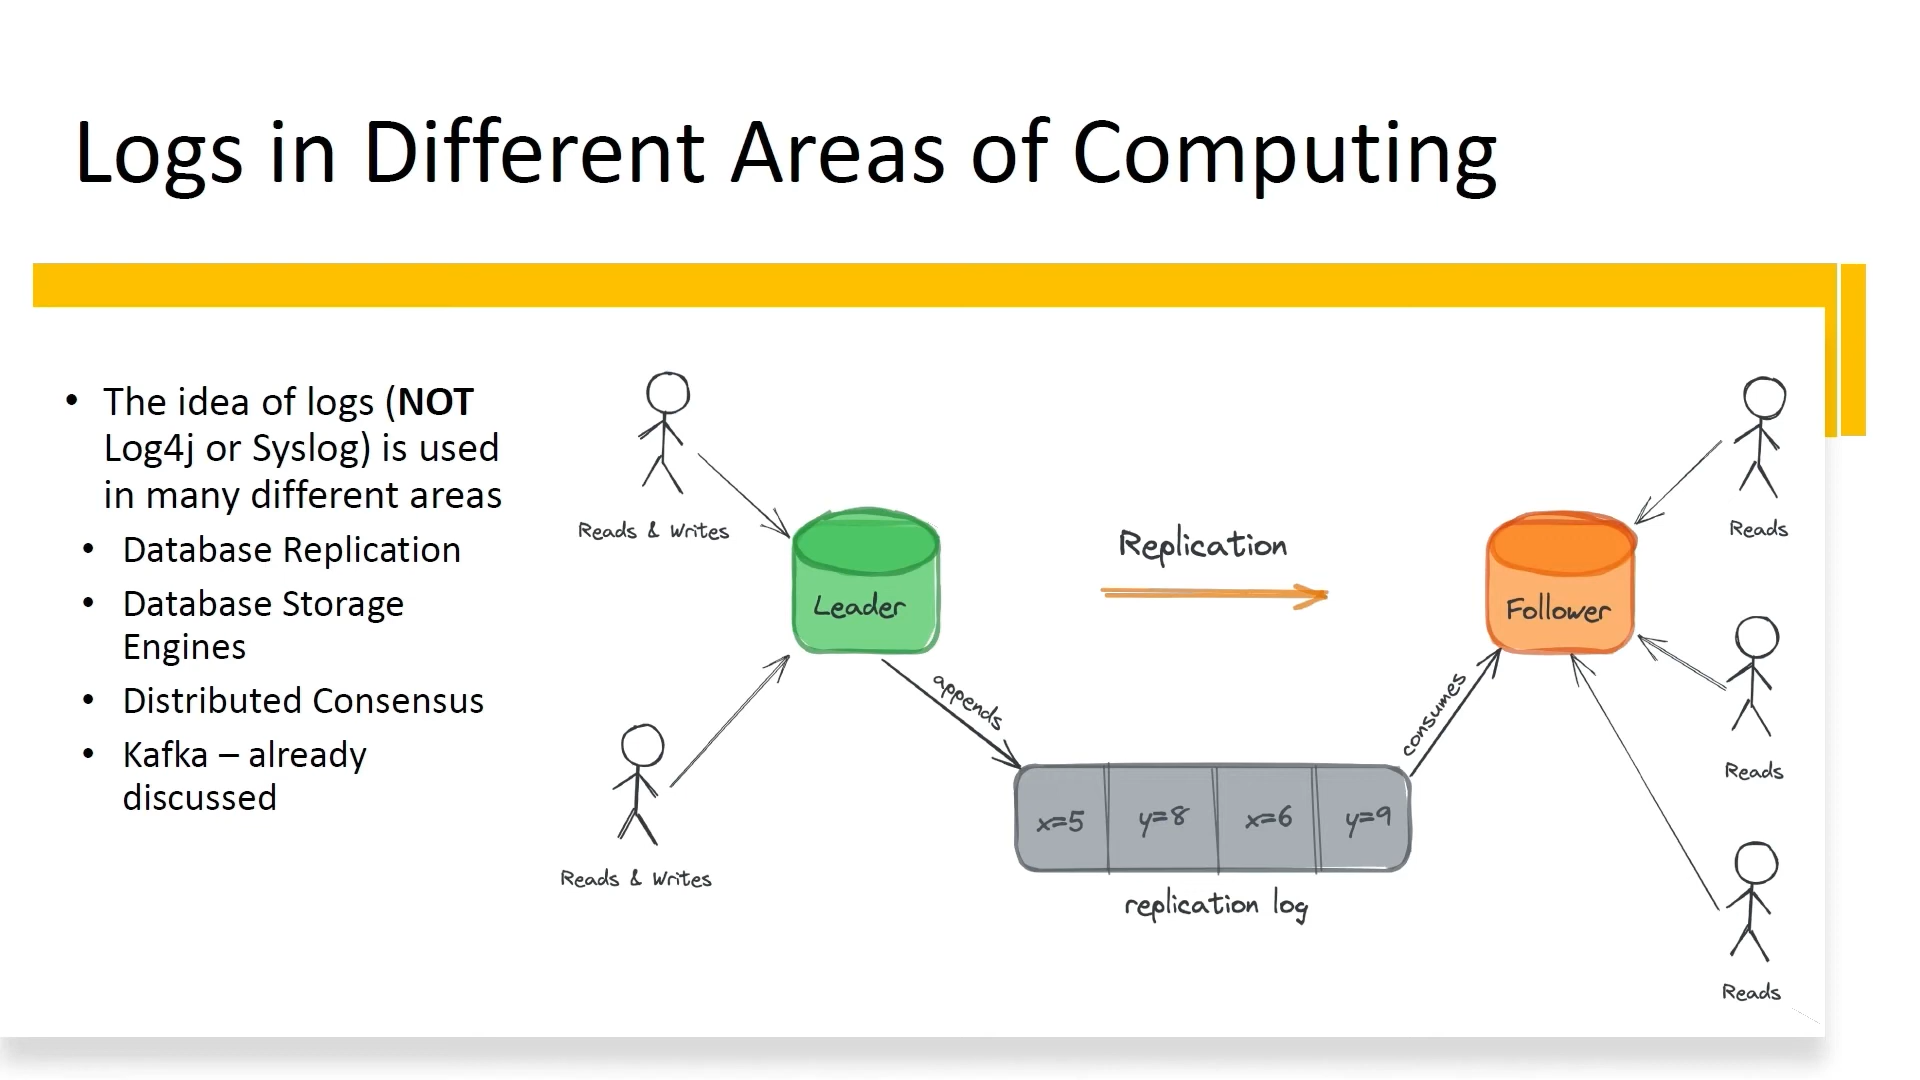 Logs in Different Areas of Computing
• The idea of logs (NOT
Log4j or Syslog) is used
in many different areas
• Database Replication
• Database Storage
Engines
• Distributed Consensus
• Kafka – already
discussed
Reads & Writes
Reads & Writes
Leader
appends
Replication
x=5
y=8
x=6
y=9
replication log
consumes
Follower
Reads
Reads
Reads